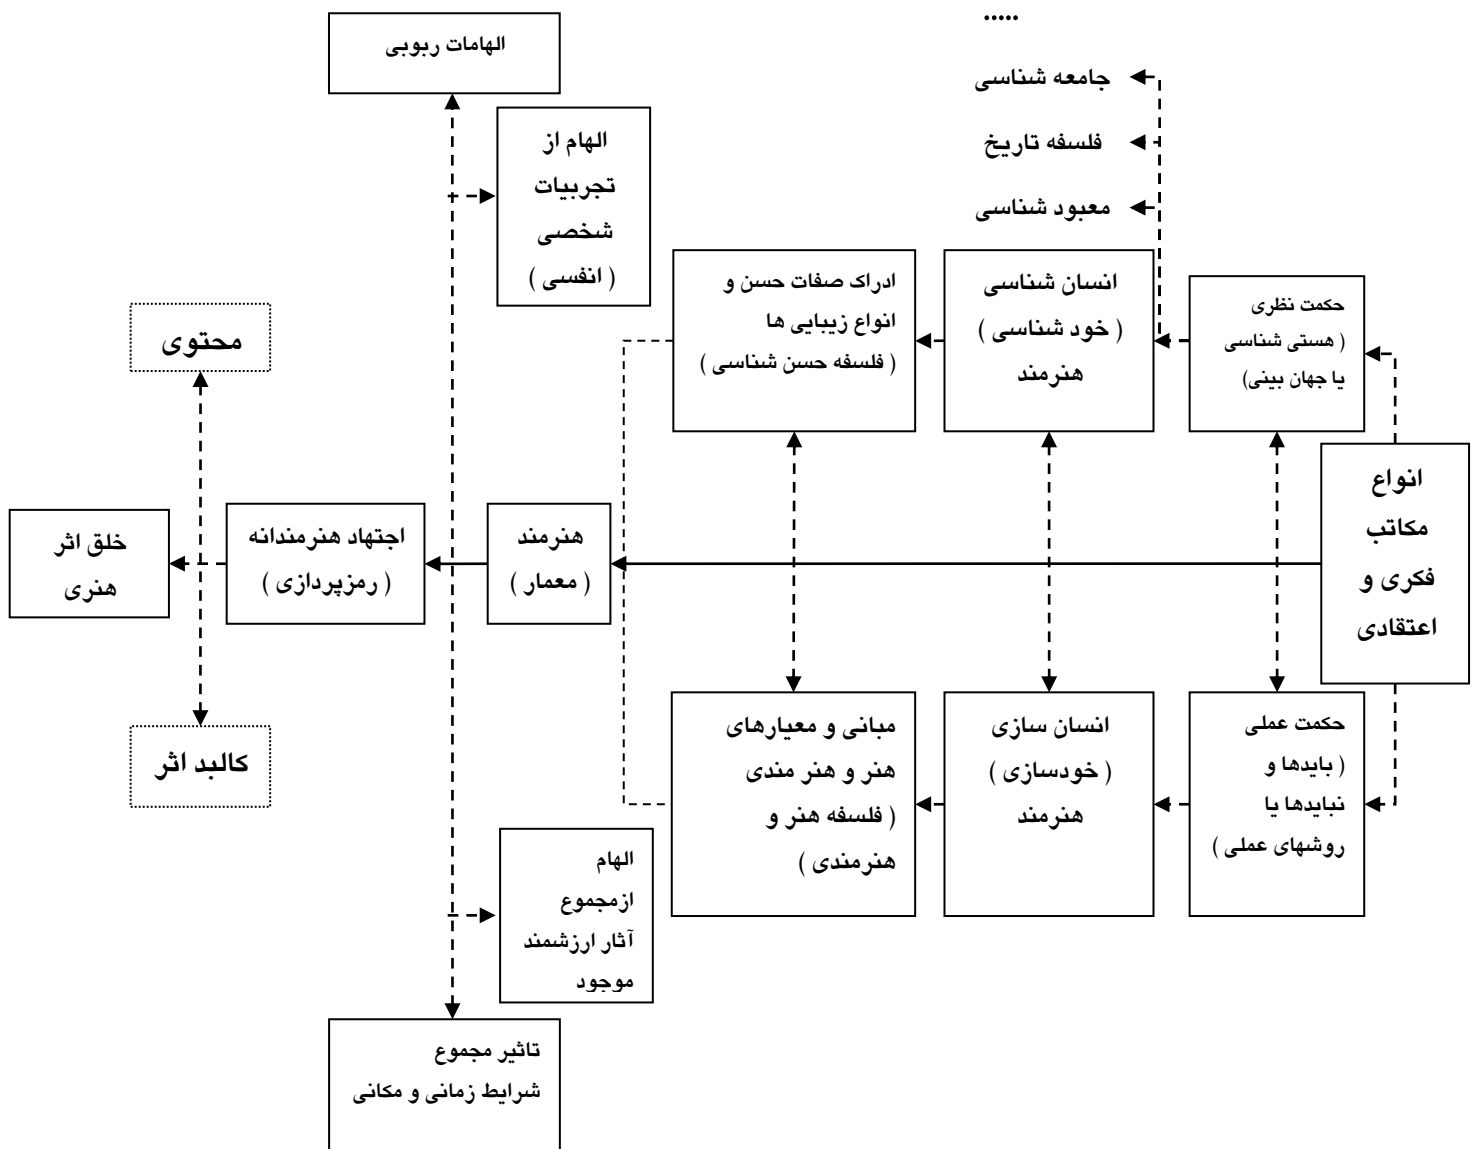 .....
جامعه شناسی
فلسفه تاریخ
معبود شناسی
انواع
مکاتب
فکری و
اعتقادی
حکمت نظری
( هستی شناسی
یا جهان بینی)
انسان شناسی
( خود شناسی )
هنرمند
ادراک صفات حسن و
انواع زیبایی ها
( فلسفه حسن شناسی )
حکمت عملی
( بایدها و
نبایدها یا
روشهای عملی )
انسان سازی
( خودسازی )
هنرمند
مبانی و معیارهای
هنر و هنر مندی
( فلسفه هنر و
هنرمندی )
هنرمند
( معمار )
الهامات ربوبی
الهام از
تجربیات
شخصی
( انفسی )
الهام
ازمجموع
آثار ارزشمند
موجود
تاثیر مجموع
شرایط زمانی و مکانی
اجتهاد هنرمندانه
( رمزپردازی )
محتوی
کالبد اثر
خلق اثر
هنری